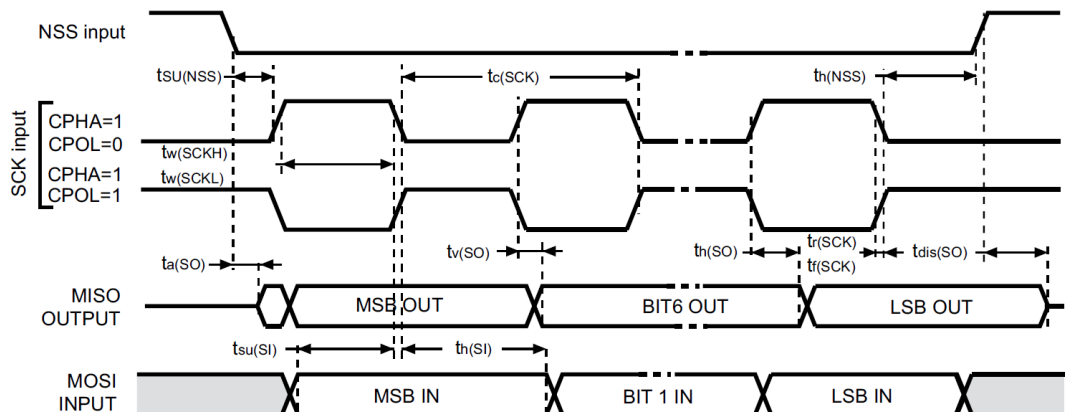 NSS input
tSU(NSS)
tc(SCK)
th(NSS)
SCK input
CPHA=1
CPOL=0
tw(SCKH)
CPHA=1
tw(SCKL)
CPOL=1
ta(SO)
tv(SO)
th(SO)
tr(SCK)
tf(SCK)
tdis(SO)
MISO
OUTPUT
MSB OUT
BIT6 OUT
LSB OUT
tsu(SI)
th(SI)
MOSI
INPUT
MSB IN
BIT 1 IN
LSB IN